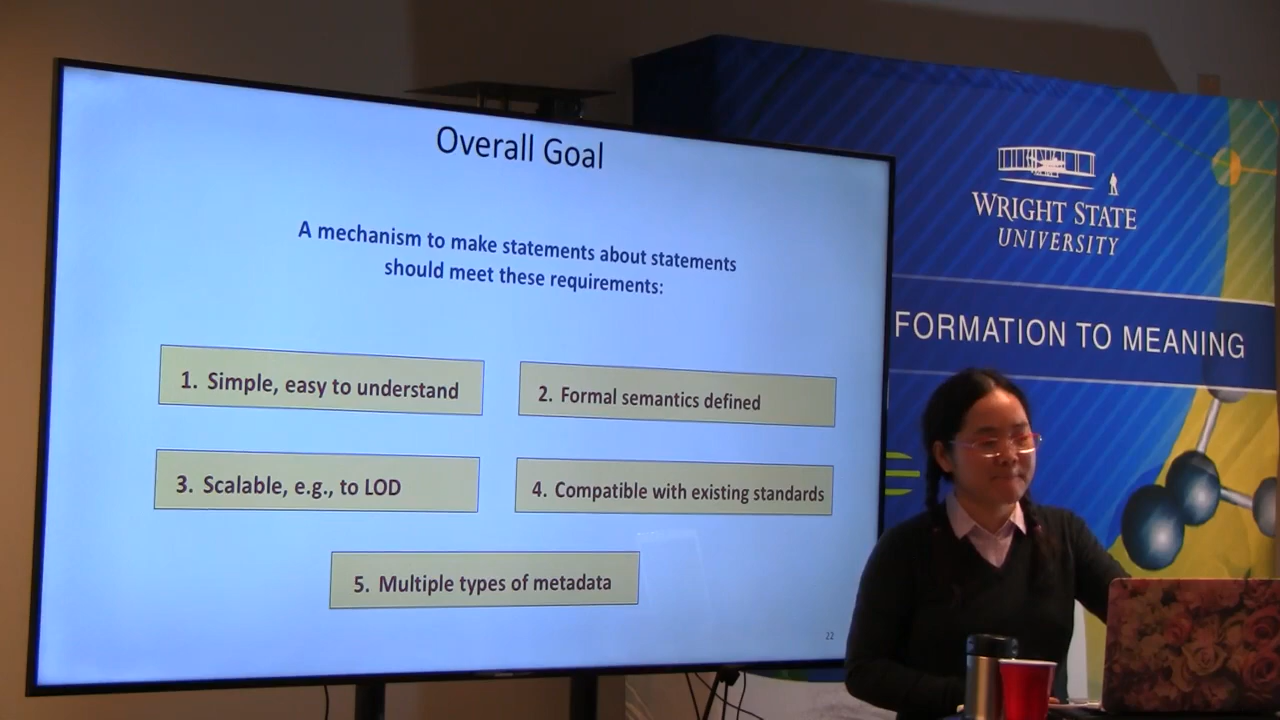 Overall Goal
A mechanism to make statements about statements
should meet these requirements:
1. Simple, easy to understand
2. Formal semantics defined
3. Scalable, e.g., to LOD
4. Compatible with existing standards
5. Multiple types of metadata
22
WRIGHT STATE
UNIVERSITY
FORMATION TO MEANING